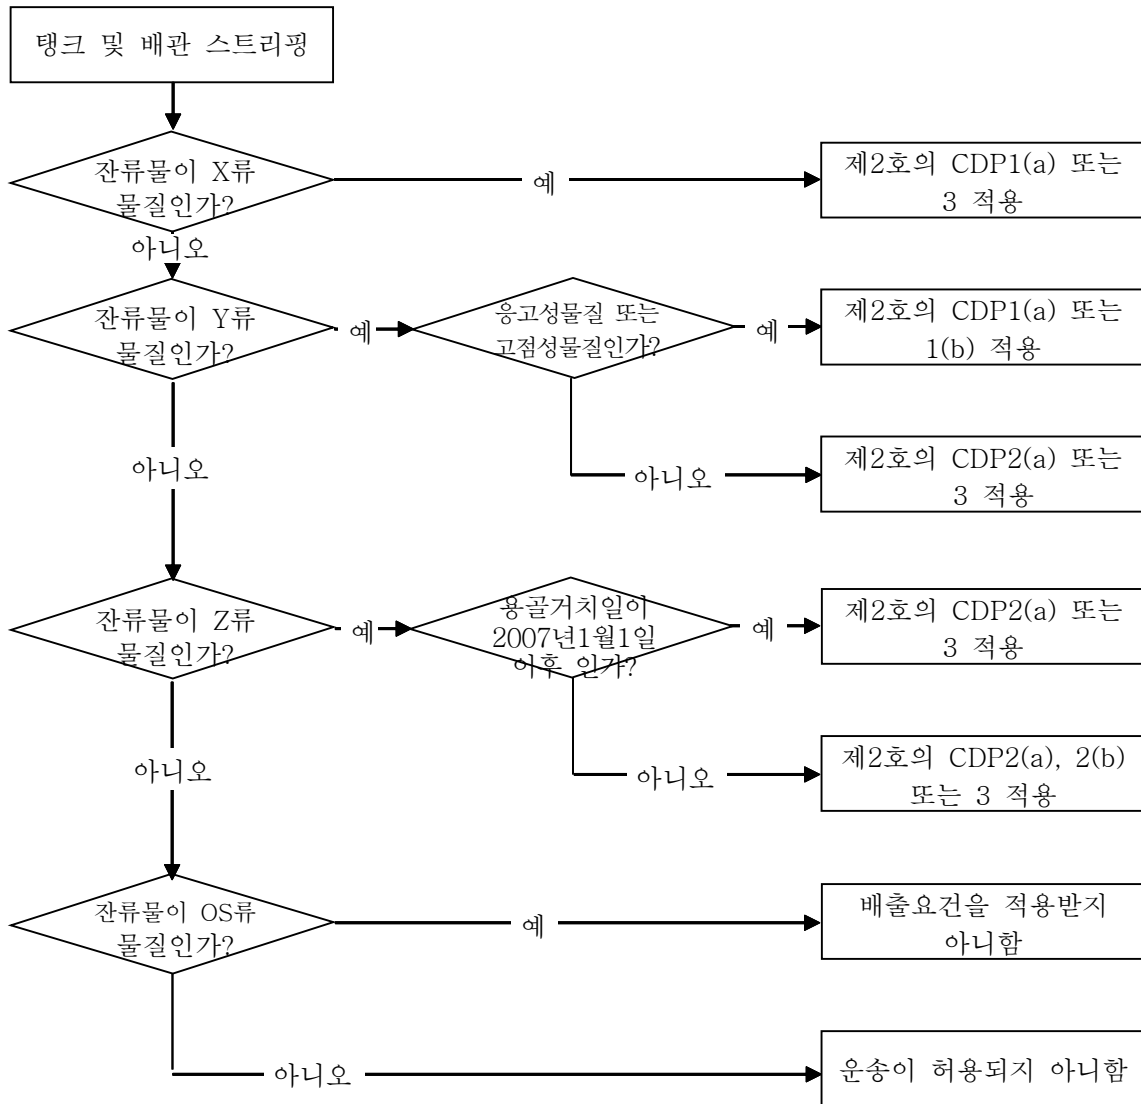 탱크 및 배관 스트리핑
잔류물이 X류
물질인가?
예
제2호의 CDP1(a) 또는
3 적용
아니오
잔류물이 Y류
물질인가?
예
응고성물질 또는
고점성물질인가?
예
제2호의 CDP1(a) 또는
1(b) 적용
아니오
아니오
제2호의 CDP2(a) 또는
3 적용
잔류물이 Z류
물질인가?
예
용골거치일이
2007년1월1일
이후 인가?
예
제2호의 CDP2(a) 또는
3 적용
아니오
아니오
제2호의 CDP2(a), 2(b)
또는 3 적용
잔류물이 OS류
물질인가?
예
배출요건을 적용받지
아니함
아니오
운송이 허용되지 아니함